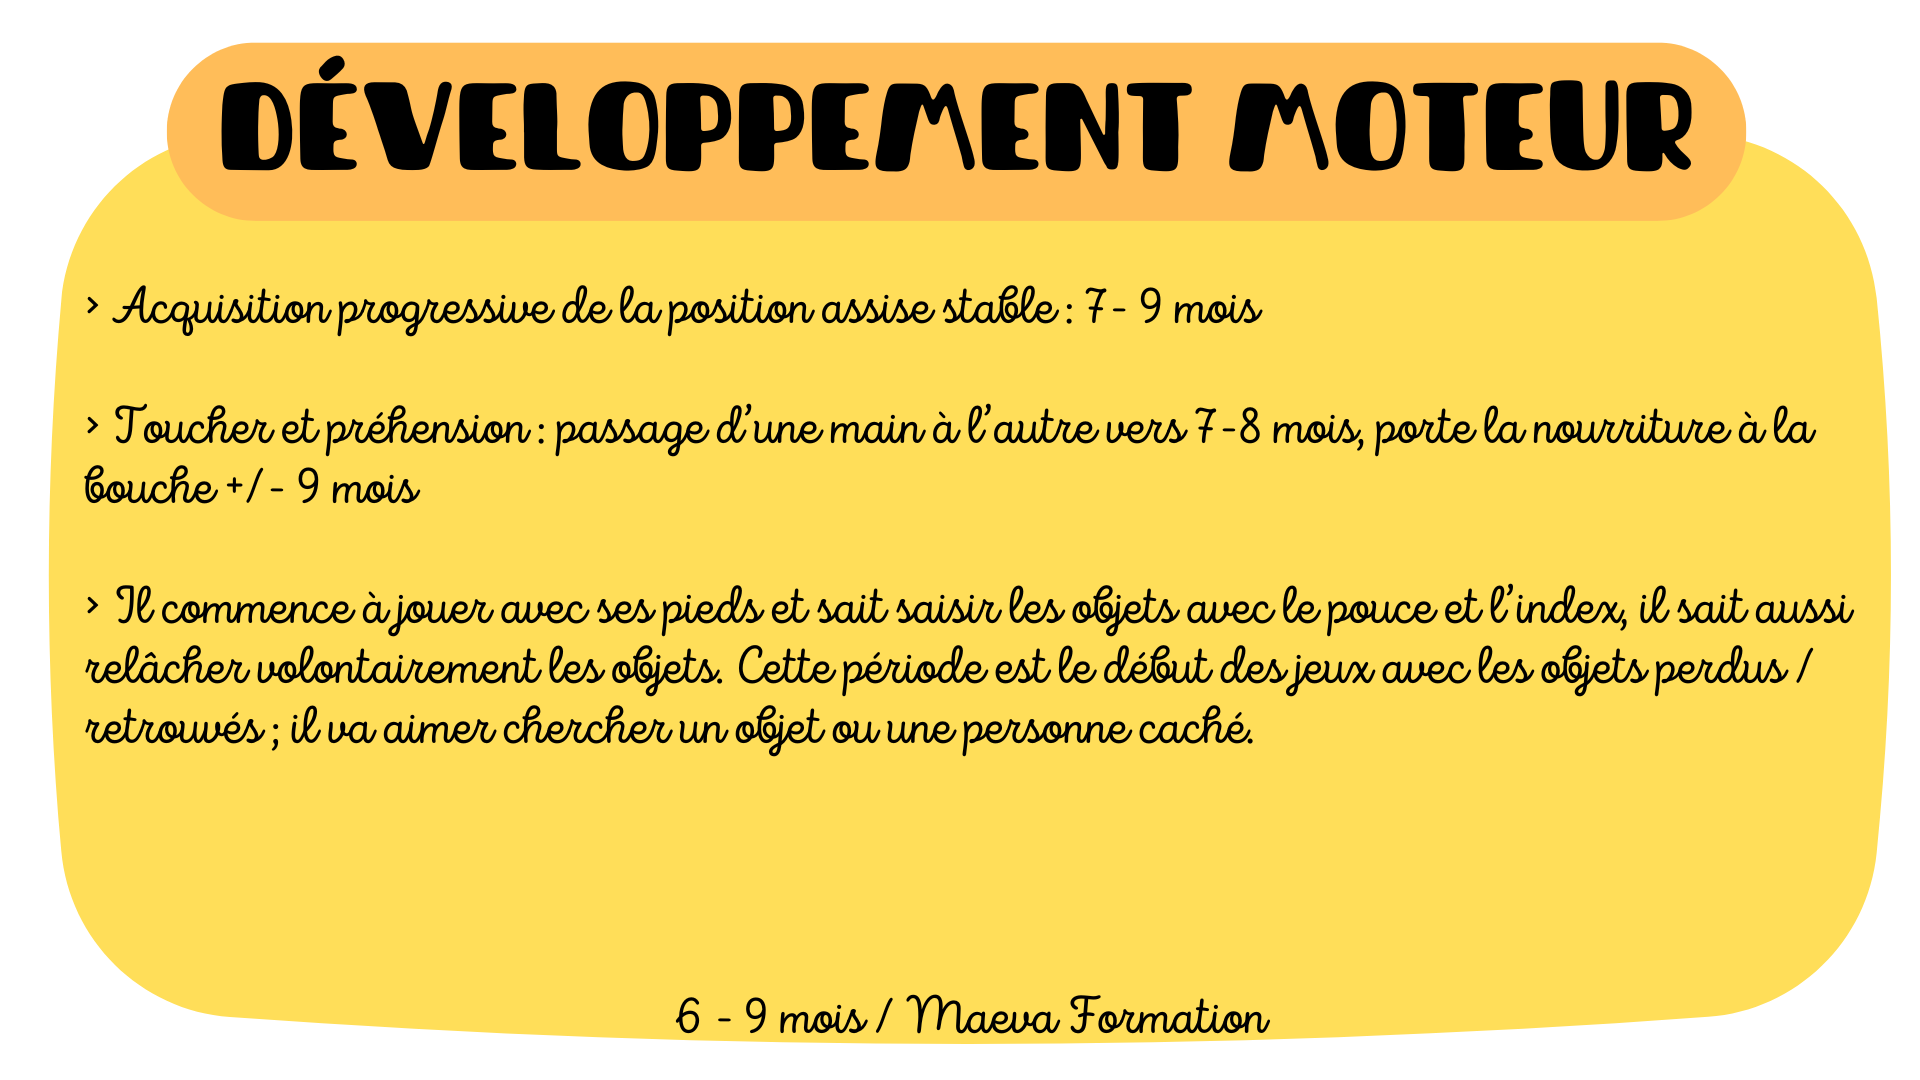 DÉVELOPPEMENT MOTEUR
> Acquisition progressive de la position assise stable : 7- 9 mois
> Toucher et préhension : passage d'une main à l'autre vers 7-8 mois, porte la nourriture à la
bouche +/- 9 mois
> Il commence à jouer avec ses pieds et sait saisir les objets avec le pouce et l'index, il sait aussi
relâcher volontairement les objets. Cette période est le début des jeux avec les objets perdus /
retrouvés ; il va aimer chercher un objet ou une personne caché.
6 - 9 mois / Maeva Formation